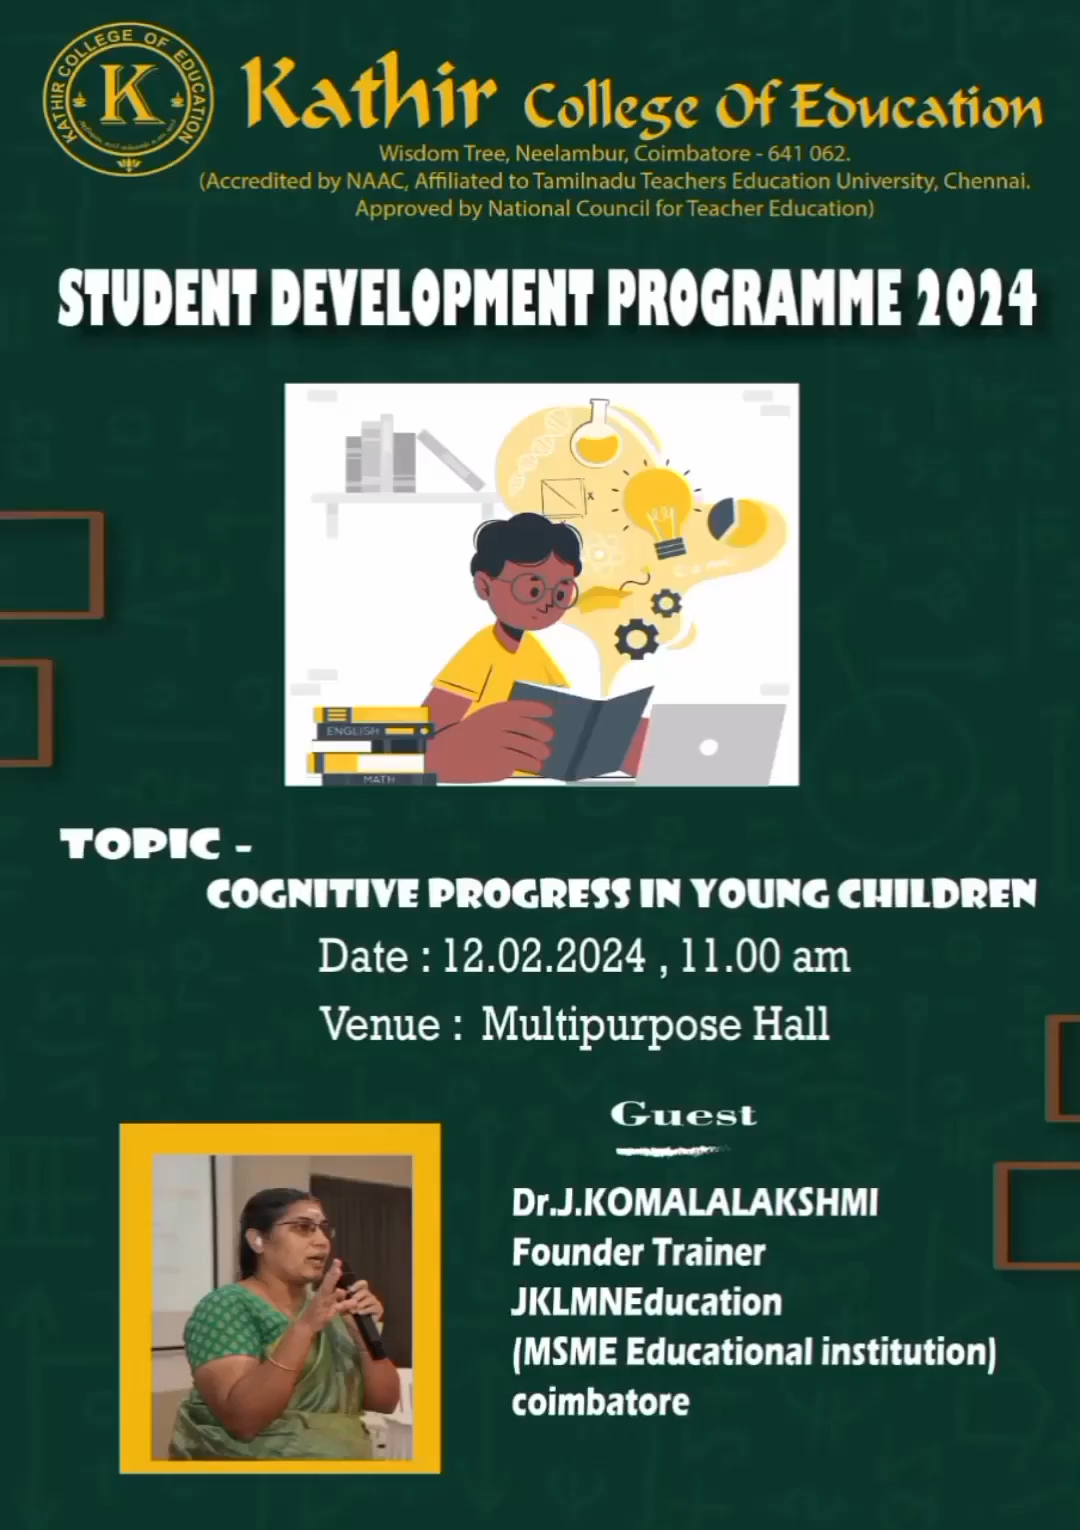 KATHIR COLLEGE OF EDUCATION
K
Kathir College Of Education
Wisdom Tree, Neelambur, Coimbatore - 641 062.
(Accredited by NAAC, Affiliated to Tamilnadu Teachers Education University, Chennai.
Approved by National Council for Teacher Education)
STUDENT DEVELOPMENT PROGRAMME 2024
x
ENGLISH
MATH
TOPIC -
COGNITIVE PROGRESS IN YOUNG CHILDREN
Date : 12.02.2024 , 11.00 am
Venue : Multipurpose Hall
Guest
Dr.J.KOMALALAKSHMI
Founder Trainer
JKLMNEducation
(MSME Educational institution)
coimbatore